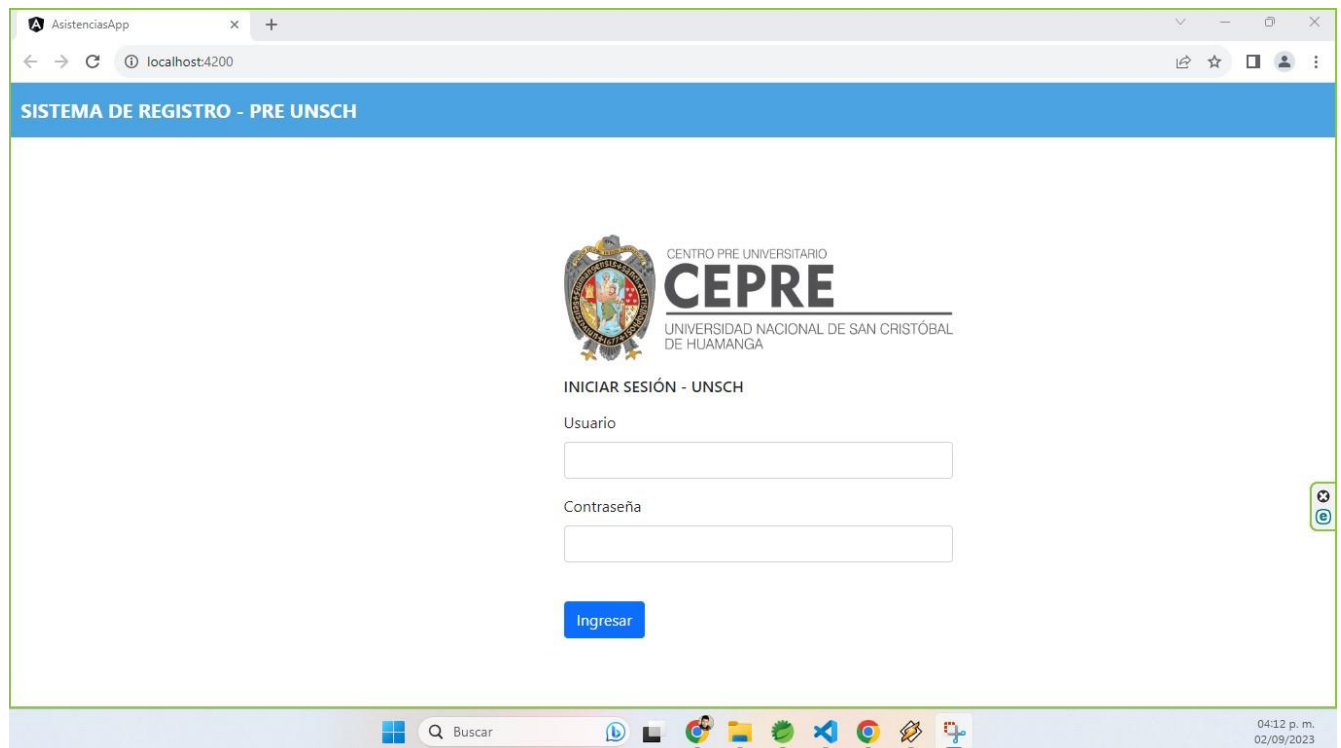 AsistenciasApp
localhost:4200
SISTEMA DE REGISTRO - PRE UNSCH
CENTRO PRE UNIVERSITARIO
CEPRE
UNIVERSIDAD NACIONAL DE SAN CRISTÓBAL
DE HUAMANGA
INICIAR SESIÓN - UNSCH
Usuario
Contraseña
Ingresar
Buscar
04:12 p. m.
02/09/2023